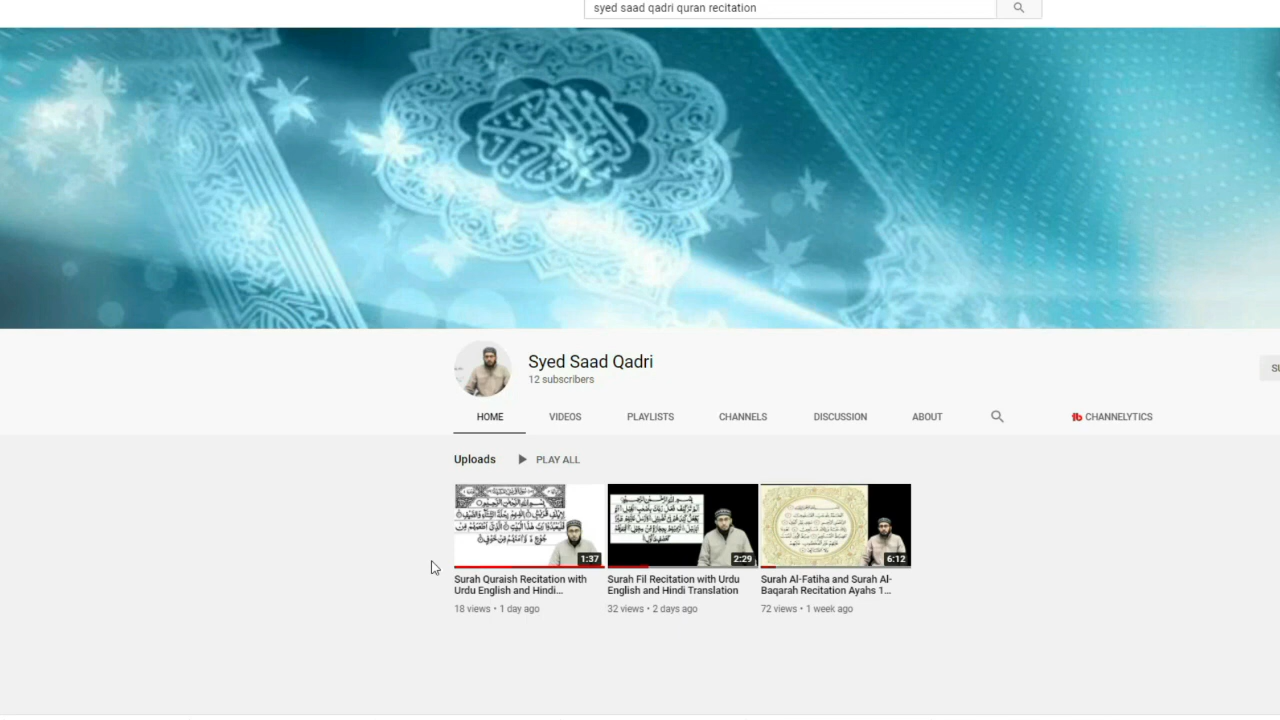 syed saad qadri quran recitation
Syed Saad Qadri
12 subscribers
HOME VIDEOS PLAYLISTS CHANNELS DISCUSSION ABOUT CHANNELYTICS
Uploads PLAY ALL
1:37 2:29 6:12
Surah Quraish Recitation with
Urdu English and Hindi...
18 views • 1 day ago
Surah Fil Recitation with Urdu
English and Hindi Translation
32 views • 2 days ago
Surah Al-Fatiha and Surah Al-
Baqarah Recitation Ayahs 1...
72 views • 1 week ago